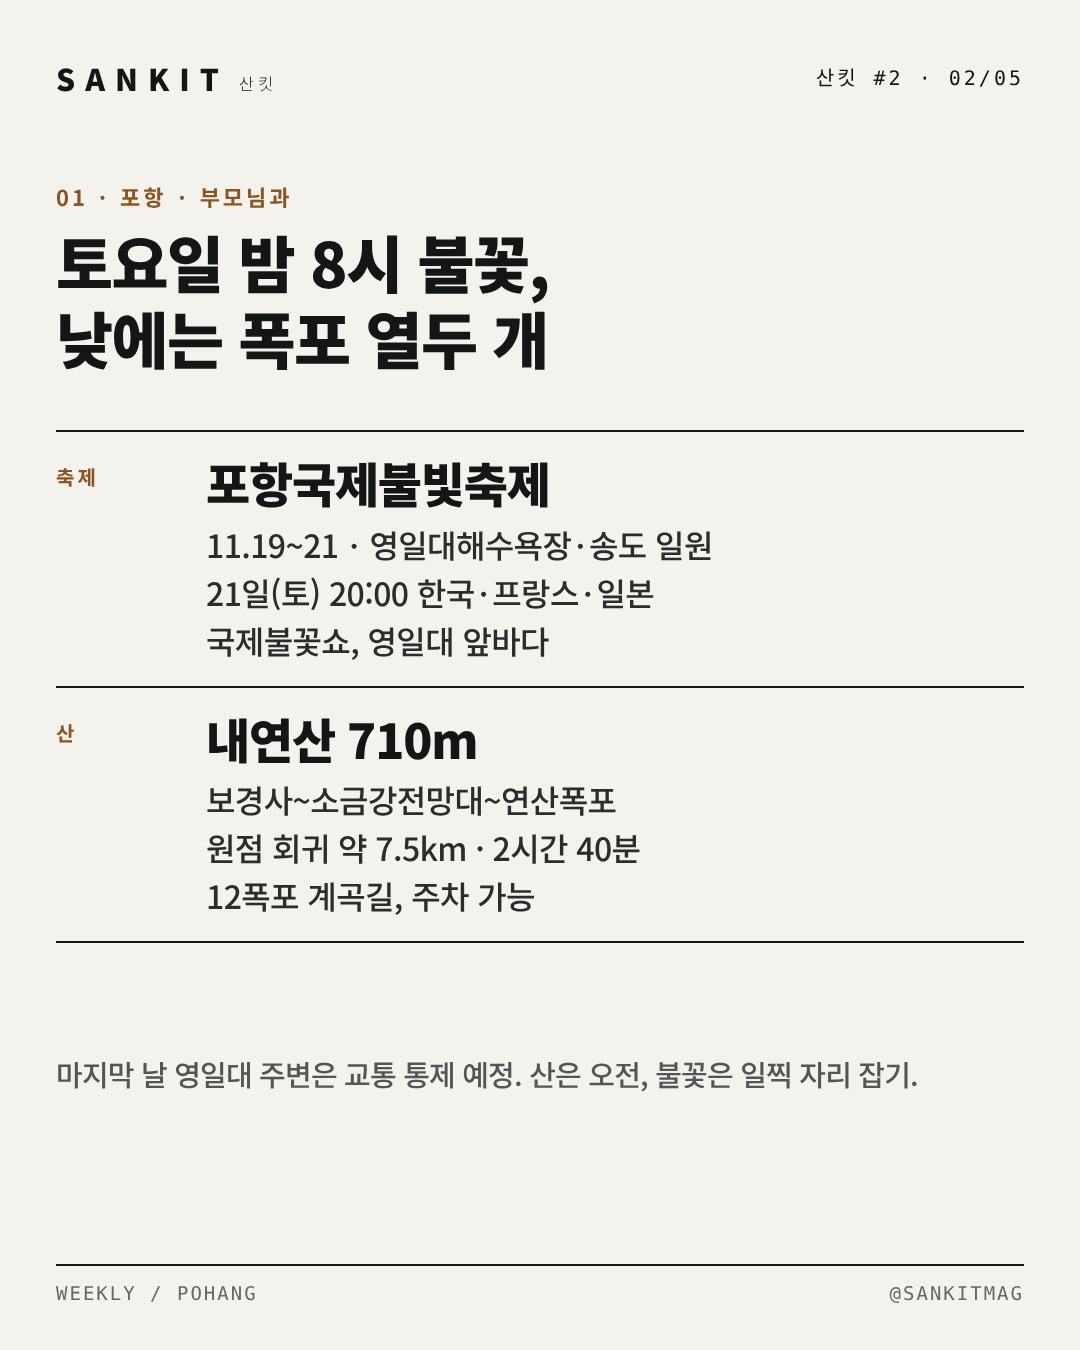 SANKIT 산킷
산킷 #2 · 02/05
01 · 포항 · 부모님과
토요일 밤 8시 불꽃,
낮에는 폭포 열두 개
축제
포항국제불빛축제
11.19~21 · 영일대해수욕장·송도 일원
21일(토) 20:00 한국·프랑스·일본
국제불꽃쇼, 영일대 앞바다
산
내연산 710m
보경사~소금강전망대~연산폭포
원점 회귀 약 7.5km · 2시간 40분
12폭포 계곡길, 주차 가능
마지막 날 영일대 주변은 교통 통제 예정. 산은 오전, 불꽃은 일찍 자리 잡기.
WEEKLY / POHANG
@SANKITMAG